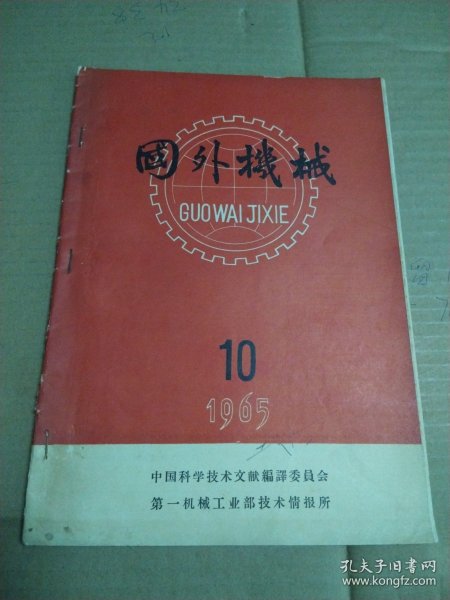 國外機械
GUOWAI JIXIE
10
1965
中国科学技术文献編譯委員会
第一机械工业部技术情报所
孔夫子旧书网
www.kongfz.com